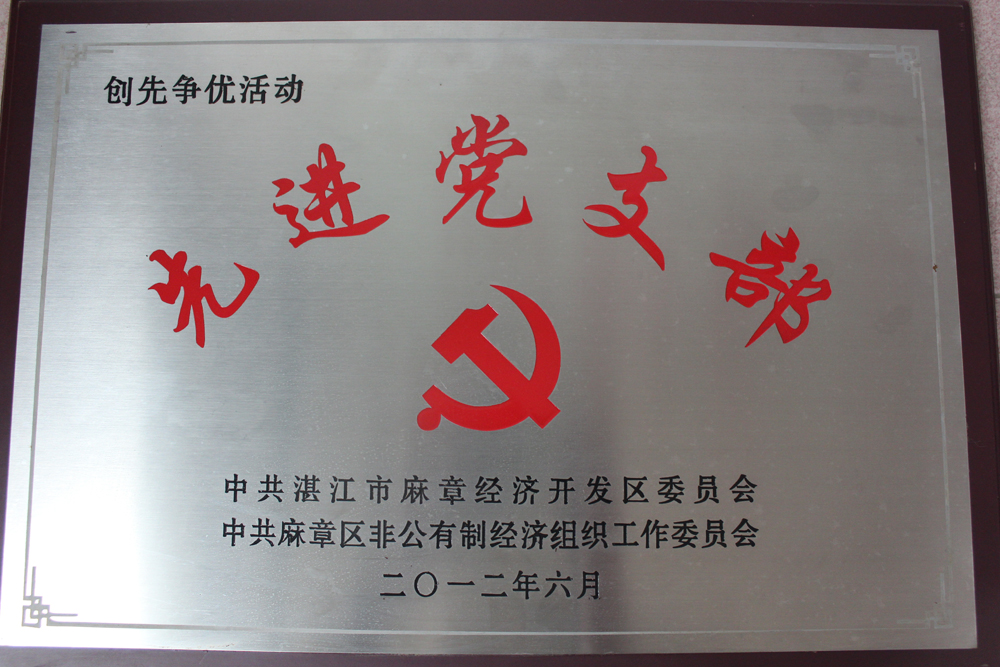 创先争优活动
先进党支部
中共湛江市麻章经济开发区委员会
中共麻章区非公有制经济组织工作委员会
二〇一二年六月